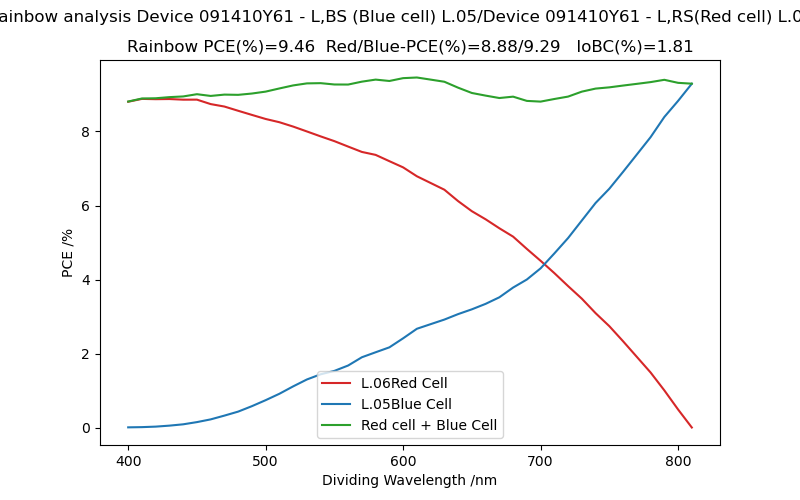 ainbow analysis Device 091410Y61 - L,BS (Blue cell) L.05/Device 091410Y61 - L,RS(Red cell) L.0
Rainbow PCE(%)=9.46 Red/Blue-PCE(%)=8.88/9.29 IoBC(%)=1.81
PCE /%
8
6
4
2
0
L.06Red Cell
L.05Blue Cell
Red cell + Blue Cell
400 500 600 700 800
Dividing Wavelength /nm